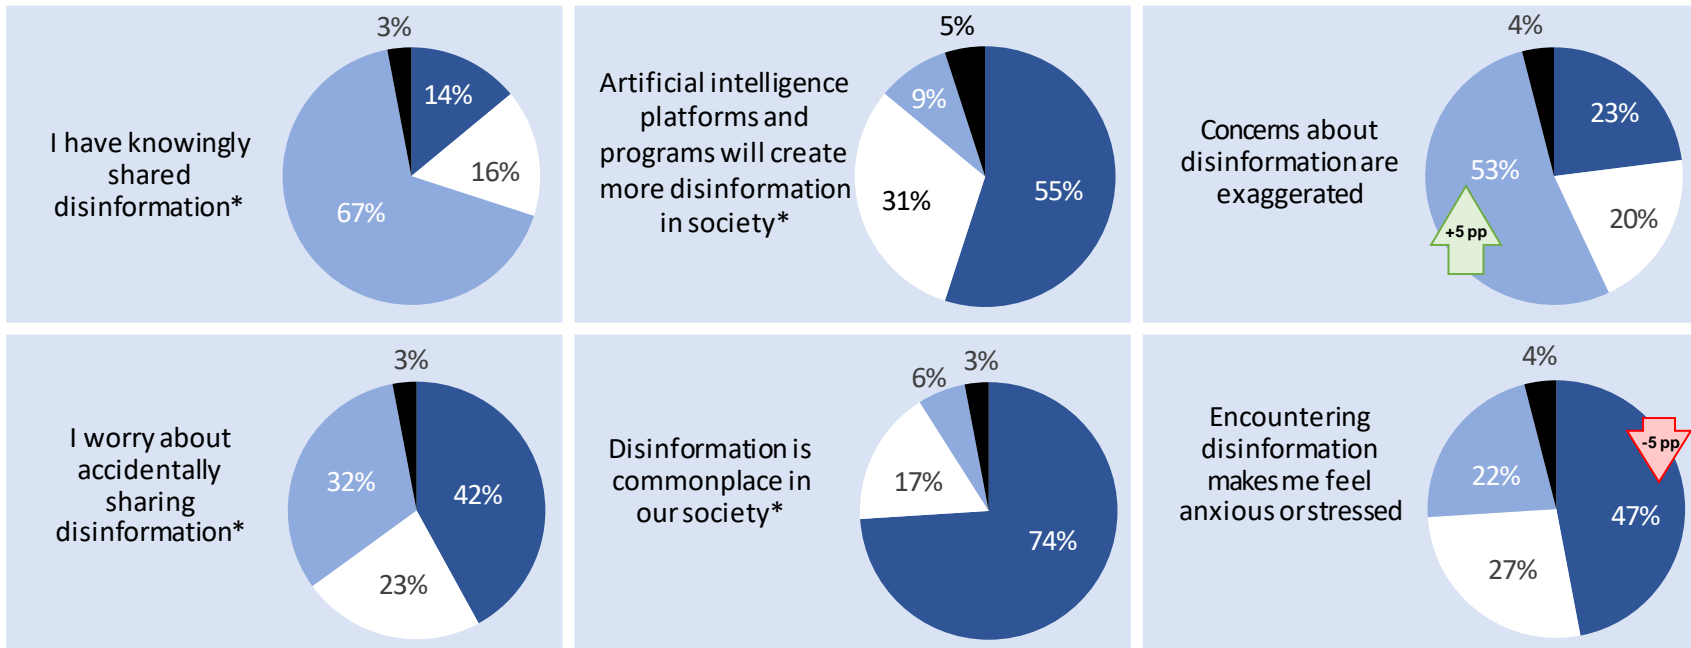 3%
14%
16%
67%
I have knowingly
shared
disinformation*
5%
9%
31%
55%
Artificial intelligence
platforms and
programs will create
more disinformation
in society*
4%
23%
53%
20%
+5 pp
Concerns about
disinformation are
exaggerated
3%
32%
42%
23%
I worry about
accidentally
sharing
disinformation*
6%
3%
17%
74%
Disinformation is
commonplace in
our society*
4%
22%
-5 pp
47%
27%
Encountering
disinformation
makes me feel
anxious or stressed